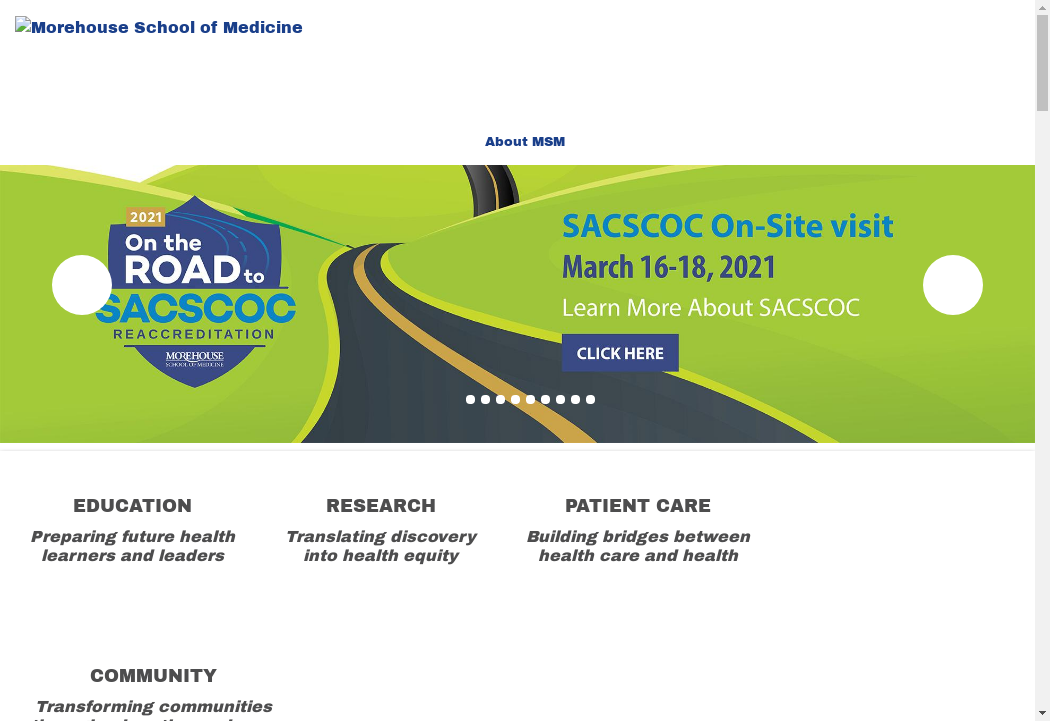 Morehouse School of Medicine
About MSM
2021
On the
ROAD to
SACSCOC
REACCREDITATION
MOREHOUSE
SCHOOL OF MEDICINE
SACSCOC On-Site visit
March 16-18, 2021
Learn More About SACSCOC
CLICK HERE
EDUCATION
Preparing future health
learners and leaders
RESEARCH
Translating discovery
into health equity
PATIENT CARE
Building bridges between
health care and health
COMMUNITY
Transforming communities